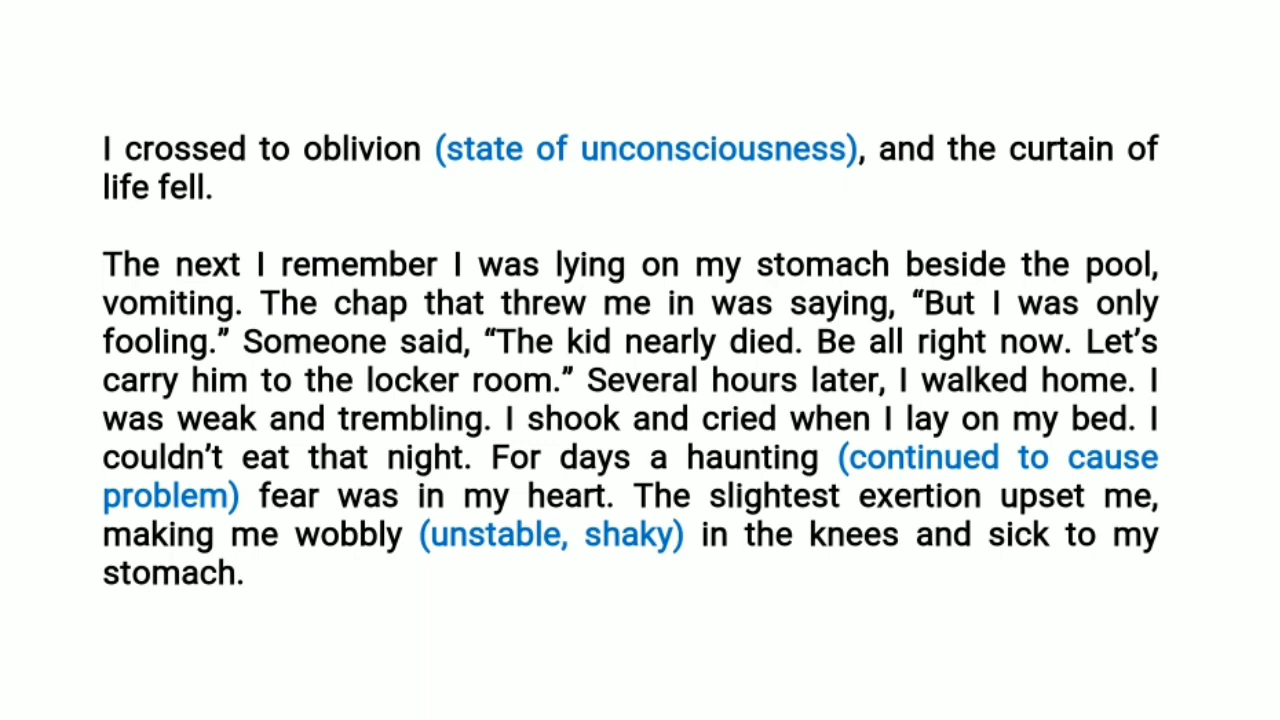 I crossed to oblivion (state of unconsciousness), and the curtain of
life fell.
The next I remember I was lying on my stomach beside the pool,
vomiting. The chap that threw me in was saying, “But I was only
fooling.” Someone said, “The kid nearly died. Be all right now. Let’s
carry him to the locker room.” Several hours later, I walked home. I
was weak and trembling. I shook and cried when I lay on my bed. I
couldn’t eat that night. For days a haunting (continued to cause
problem) fear was in my heart. The slightest exertion upset me,
making me wobbly (unstable, shaky) in the knees and sick to my
stomach.